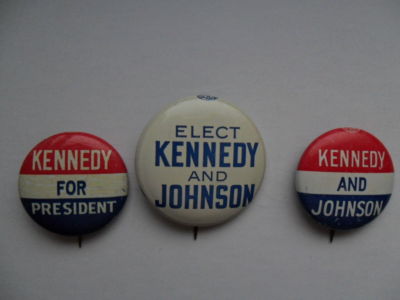 KENNEDY
FOR
PRESIDENT
ELECT
KENNEDY
AND
JOHNSON
KENNEDY
AND
JOHNSON